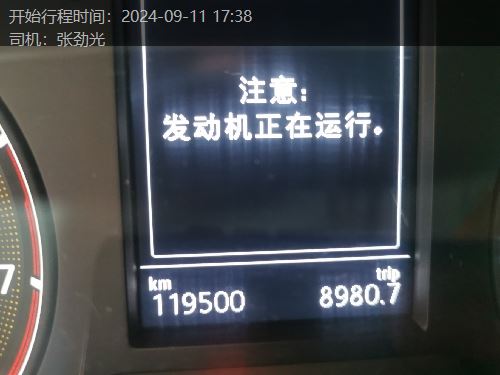 开始行程时间：2024-09-11 17:38
司机：张劲光
注意：
发动机正在运行。
km
trip
119500
8980.7
7